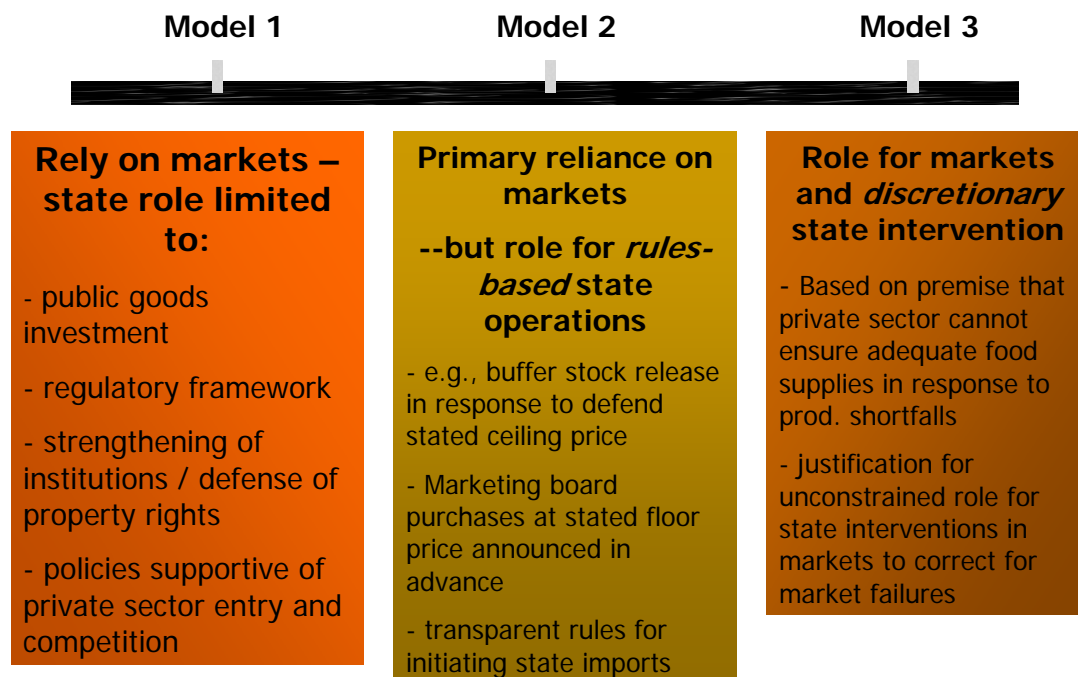 Model 1
Model 2
Model 3
Rely on markets –
state role limited
to:
- public goods
investment
- regulatory framework
- strengthening of
institutions / defense of
property rights
- policies supportive of
private sector entry and
competition
Primary reliance on
markets
--but role for rules-
based state
operations
- e.g., buffer stock release
in response to defend
stated ceiling price
- Marketing board
purchases at stated floor
price announced in
advance
- transparent rules for
initiating state imports
Role for markets
and discretionary
state intervention
- Based on premise that
private sector cannot
ensure adequate food
supplies in response to
prod. shortfalls
- justification for
unconstrained role for
state interventions in
markets to correct for
market failures